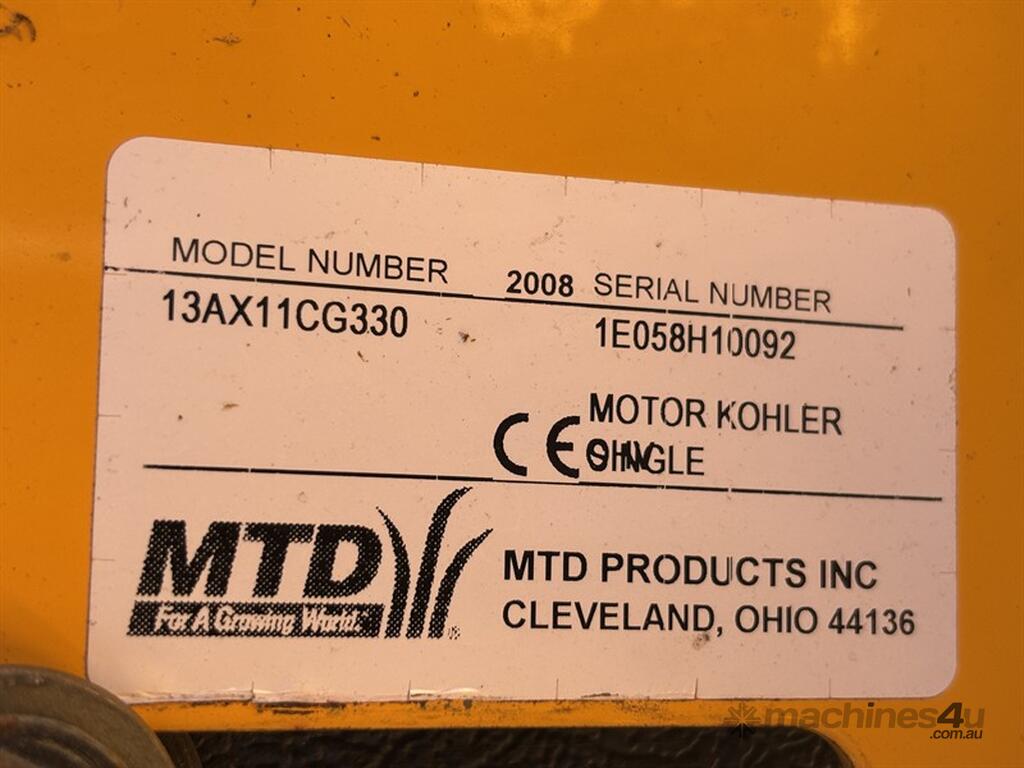 MODEL NUMBER 2008 SERIAL NUMBER
13AX11CG330 1E058H10092
MOTOR KOHLER
CE
MTD
For A Growing World.
MTD PRODUCTS INC
CLEVELAND, OHIO 44136
machines4u
.com.au